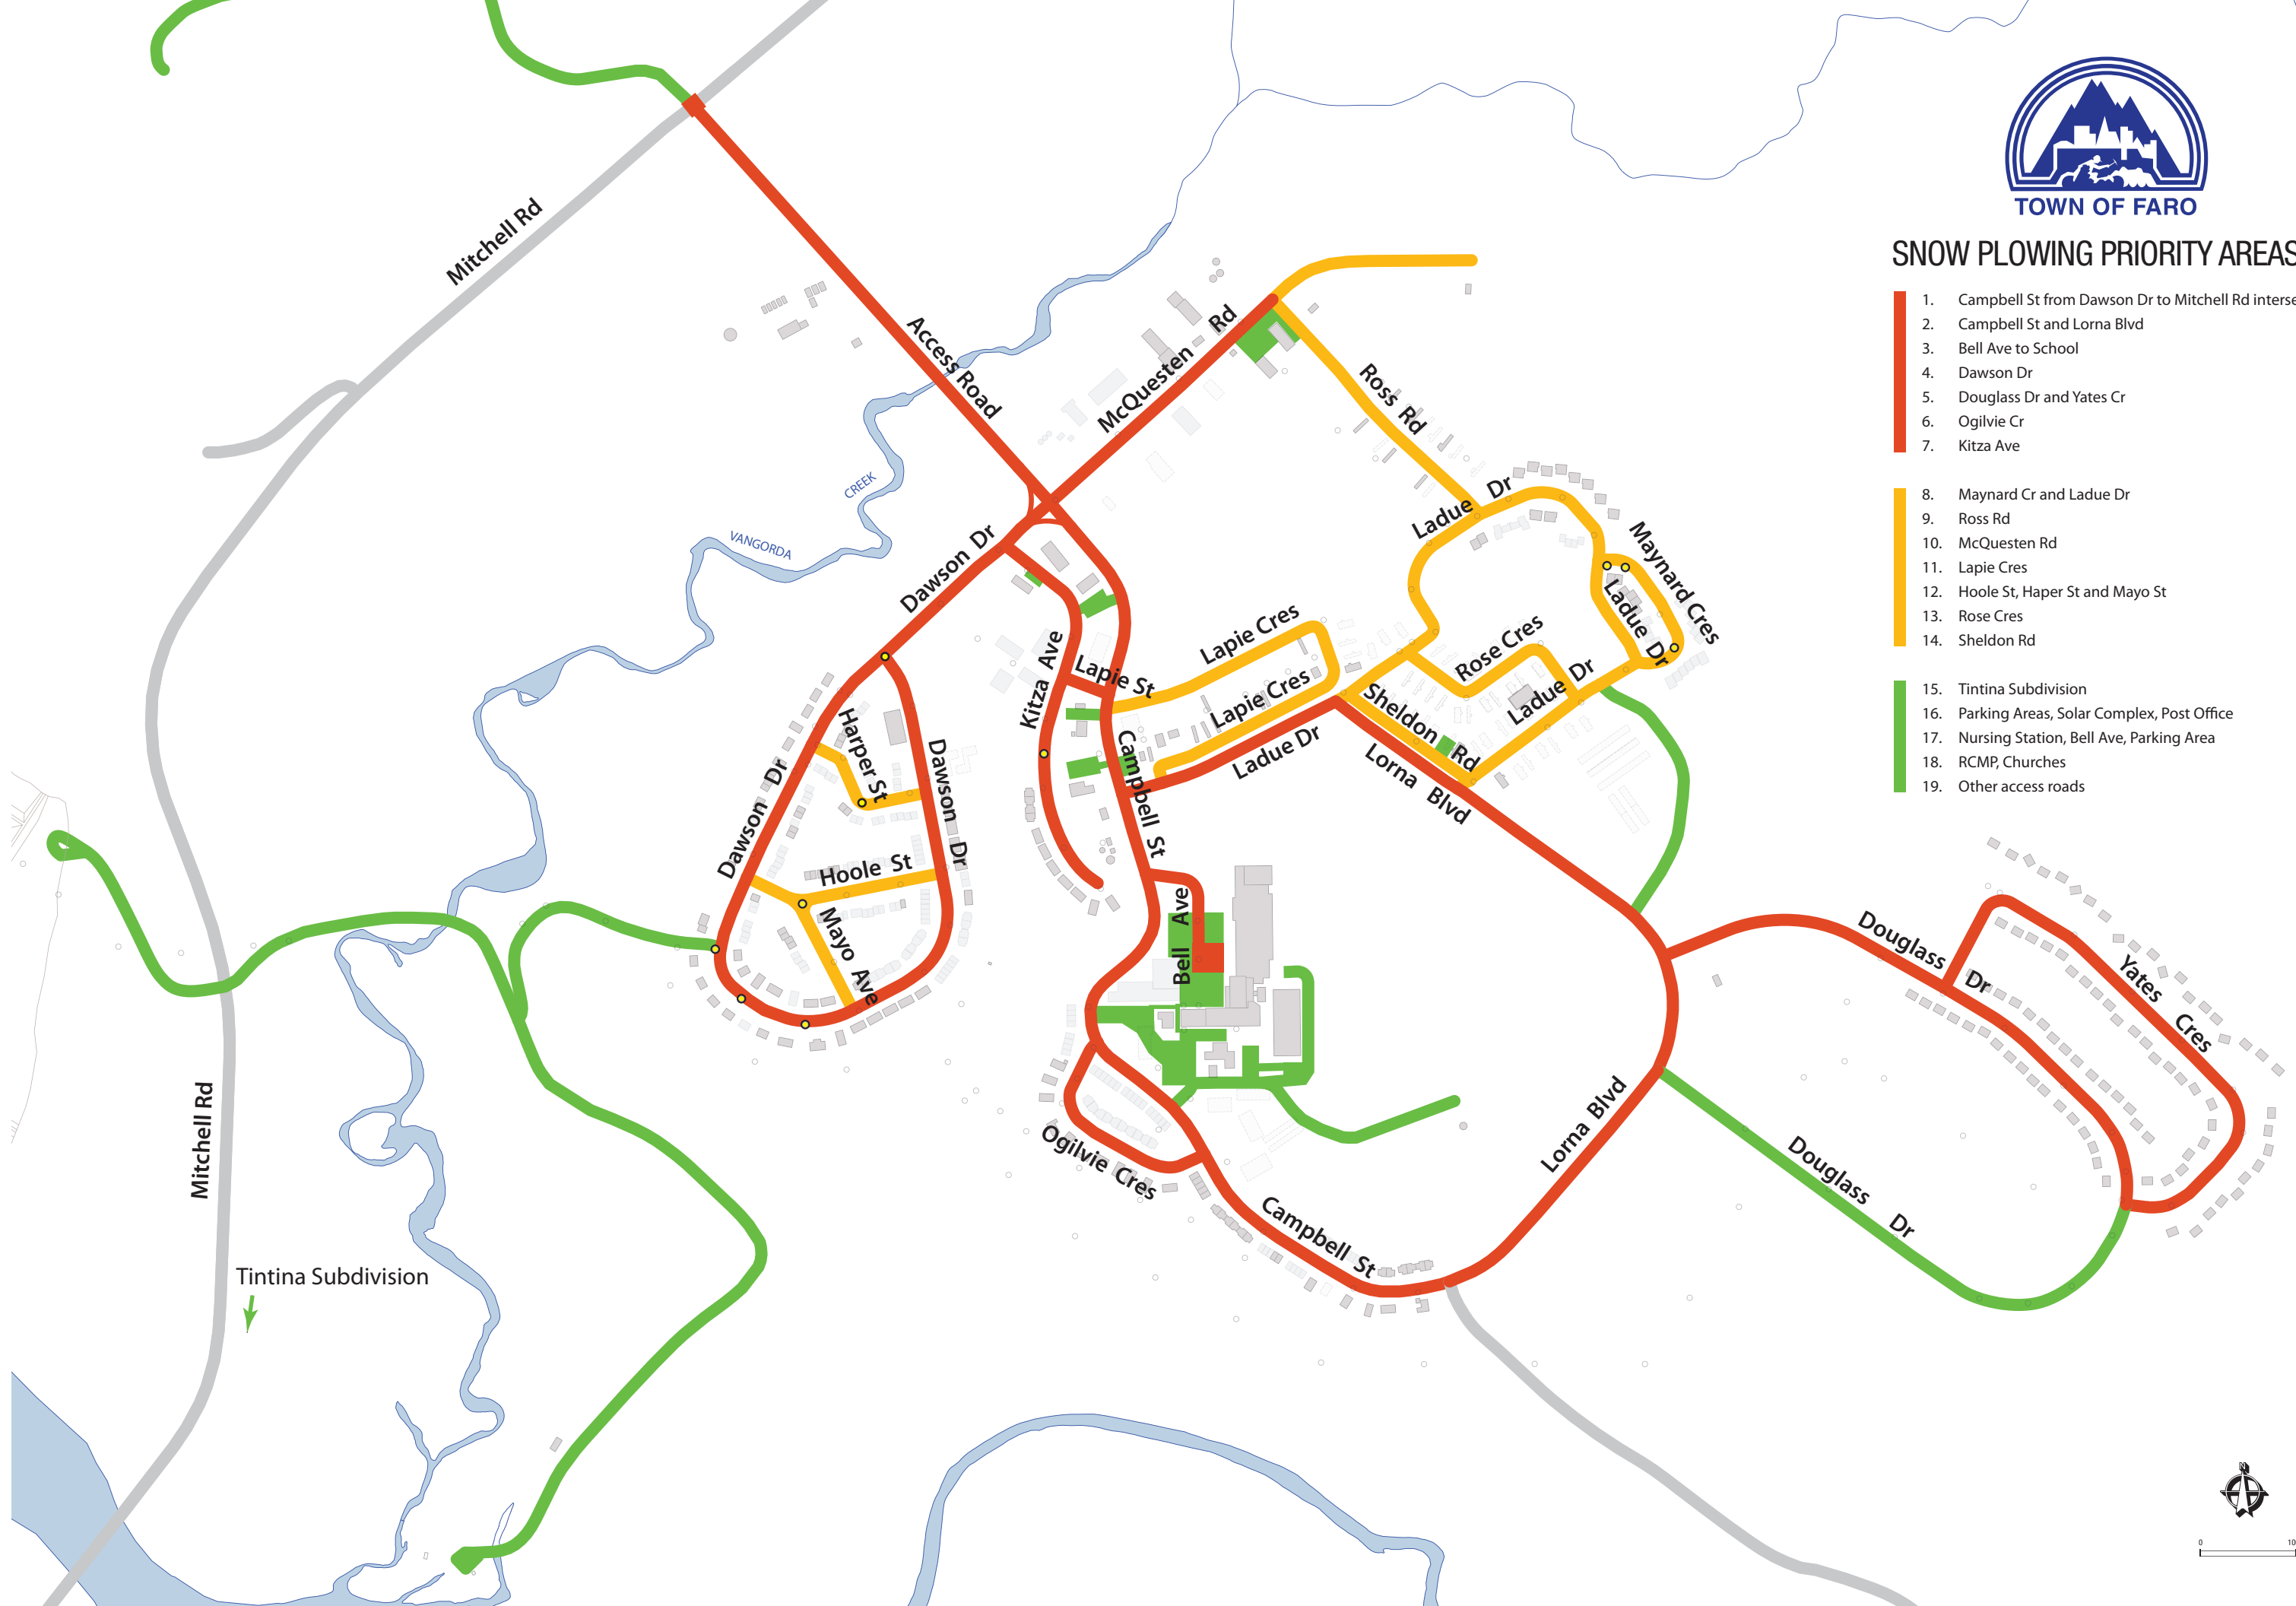 TOWN OF FARO
SNOW PLOWING PRIORITY AREAS
1. Campbell St from Dawson Dr to Mitchell Rd
2. Campbell St and Lorna Blvd
3. Bell Ave to School
4. Dawson Dr
5. Douglass Dr and Yates Cr
6. Ogilvie Cr
7. Kitza Ave
8. Maynard Cr and Ladue Dr
9. Ross Rd
10. McQuesten Rd
11. Lapie Cres
12. Hoole St, Haper St and Mayo St
13. Rose Cres
14. Sheldon Rd
15. Tintina Subdivision
16. Parking Areas, Solar Complex, Post Office
17. Nursing Station, Bell Ave, Parking Area
18. RCMP, Churches
19. Other access roads
Mitchell Rd
Access Road
McQuesten Rd
Ross Rd
CREEK
VANGORDA
Dawson Dr
Ladue Dr
Maynard Cres
Ladue Dr
Lapie Cres
Rose Cres
Kitza Ave
Lapie St
Lapie Cres
Sheldon Rd
Ladue Dr
Harper St
Dawson Dr
Dawson Dr
Campbell St
Ladue Dr
Lorna Blvd
Hoole St
Mayo Ave
Bell Ave
Douglass Dr
Yates Cres
Mitchell Rd
Ogilvie Cres
Lorna Blvd
Douglass Dr
Campbell St
Tintina Subdivision
N
0